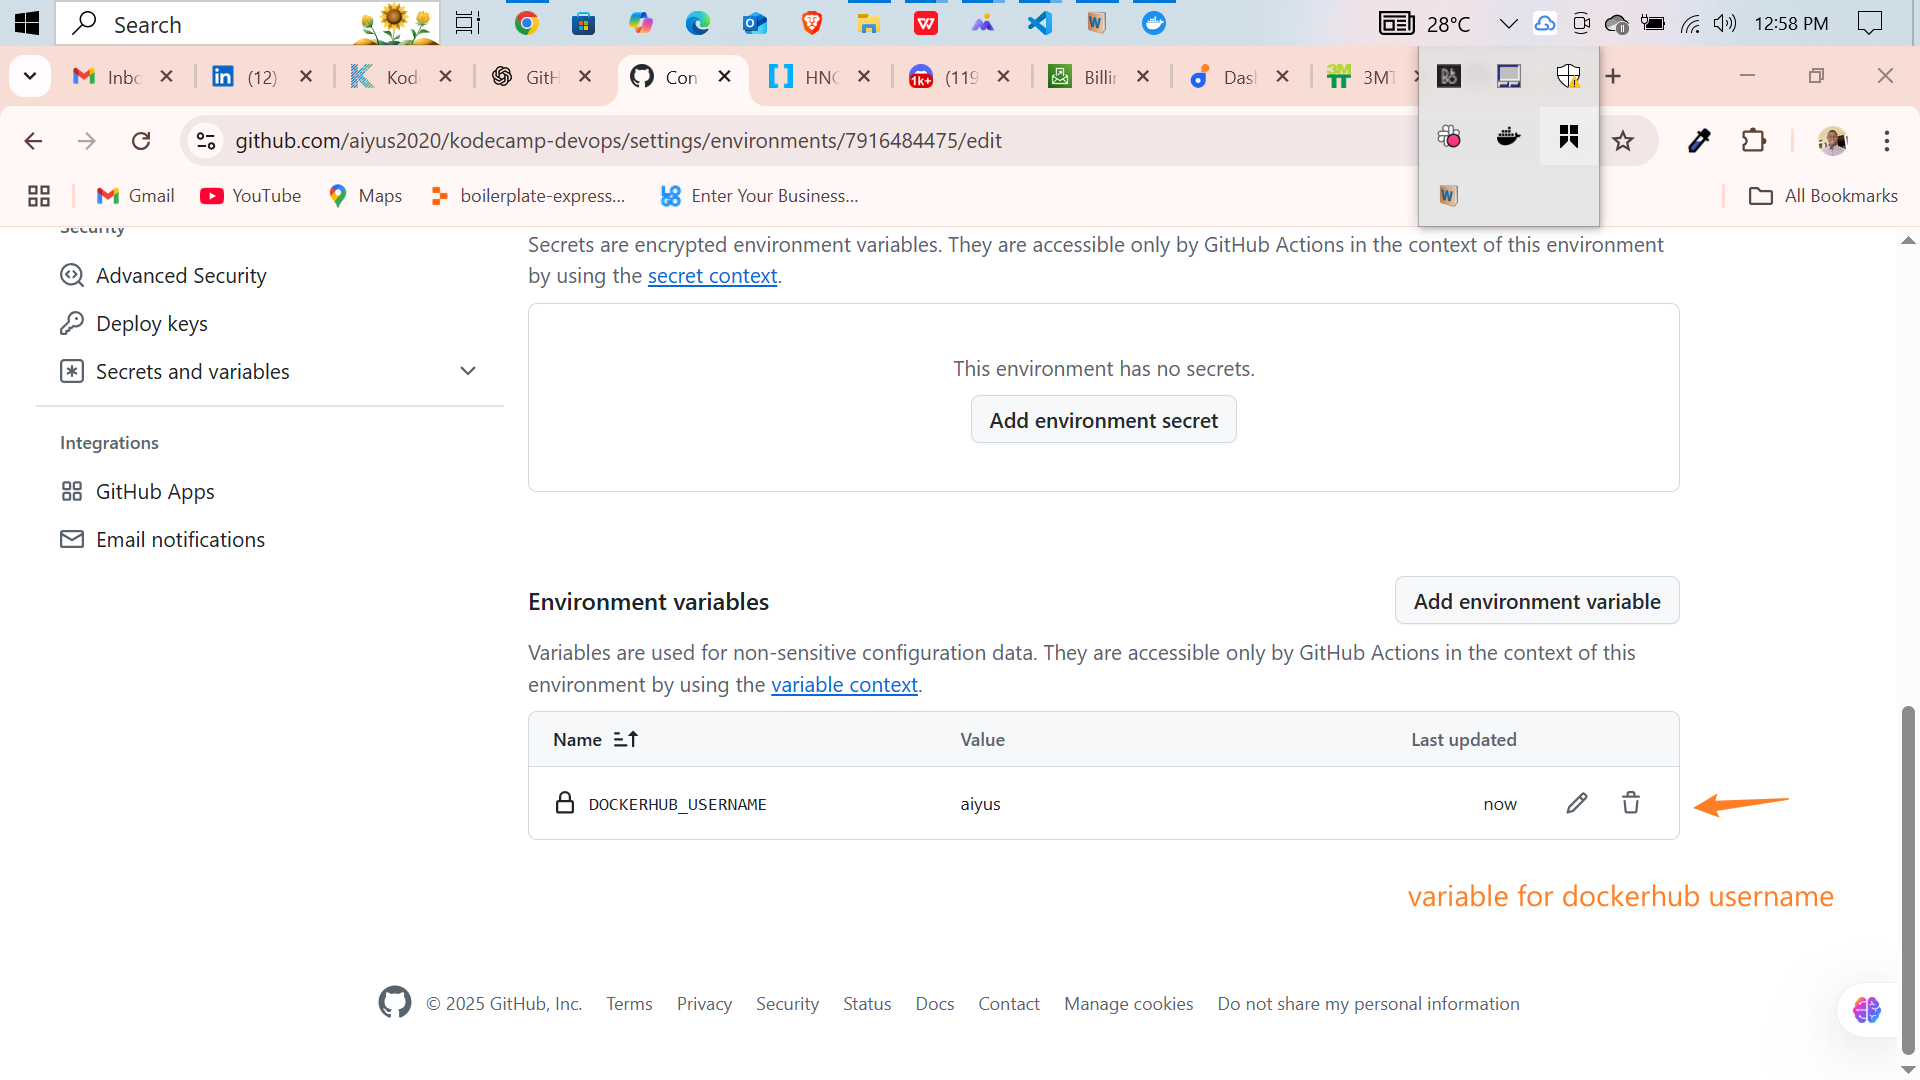 Search
28°C
12:58 PM
Inbc
(12)
Kod
GitH
Con
HNG
(119
1k+
Billin
Dasl
3MT
github.com/aiyus2020/kodecamp-devops/settings/environments/7916484475/edit
Gmail
YouTube
Maps
boilerplate-express...
Enter Your Business...
All Bookmarks
Security
Secrets are encrypted environment variables. They are accessible only by GitHub Actions in the context of this environment
by using the secret context.
Advanced Security
Deploy keys
Secrets and variables
This environment has no secrets.
Add environment secret
Integrations
GitHub Apps
Email notifications
Environment variables
Add environment variable
Variables are used for non-sensitive configuration data. They are accessible only by GitHub Actions in the context of this
environment by using the variable context.
Name
Value
Last updated
DOCKERHUB_USERNAME
aiyus
now
variable for dockerhub username
© 2025 GitHub, Inc.
Terms
Privacy
Security
Status
Docs
Contact
Manage cookies
Do not share my personal information